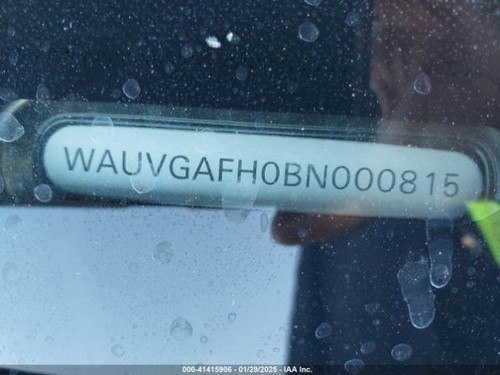 WAUVGAFH0BN000815
000-41415906 - 01/29/2025 - IAA Inc.